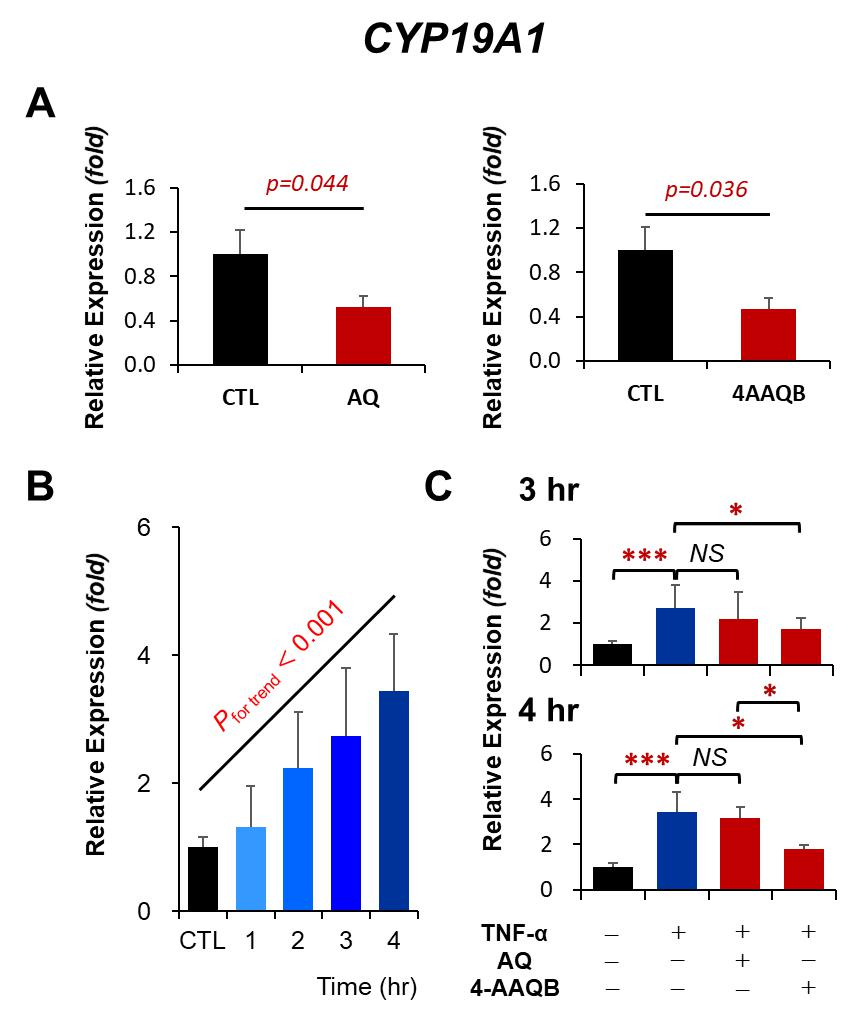 CYP19A1
A
Relative Expression (fold)
1.6
1.2
0.8
0.4
0.0
p=0.044
CTL AQ
Relative Expression (fold)
1.6
1.2
0.8
0.4
0.0
p=0.036
CTL 4AAQB
B
Relative Expression (fold)
6
4
2
0
P for trend < 0.001
CTL 1 2 3 4
Time (hr)
C
3 hr
Relative Expression (fold)
*
*** NS
6
4
2
0
4 hr
*
*
*** NS
6
4
2
0
TNF-α – + + +
AQ – – + –
4-AAQB – – – +